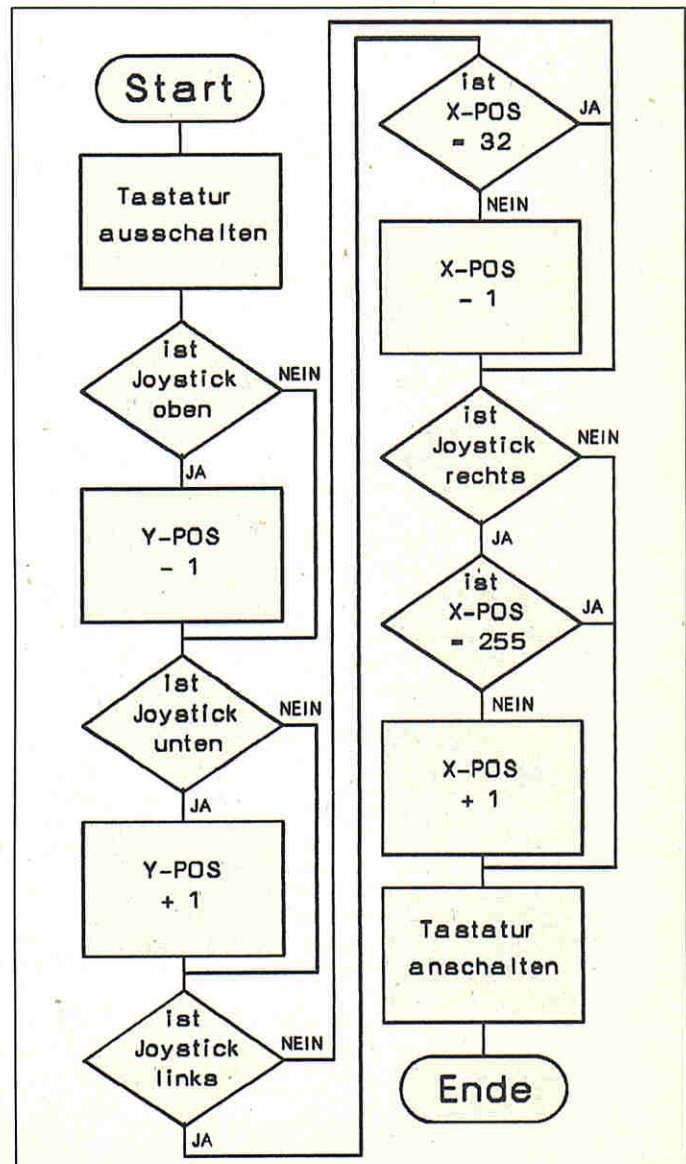 Start
Tastatur
ausschalten
ist
Joystick
oben
NEIN
JA
Y-POS
- 1
ist
Joystick
unten
NEIN
JA
Y-POS
+ 1
ist
Joystick
links
NEIN
JA
ist
X-POS
= 32
JA
NEIN
X-POS
- 1
ist
Joystick
rechts
NEIN
JA
ist
X-POS
= 255
JA
NEIN
X-POS
+ 1
Tastatur
anschalten
Ende